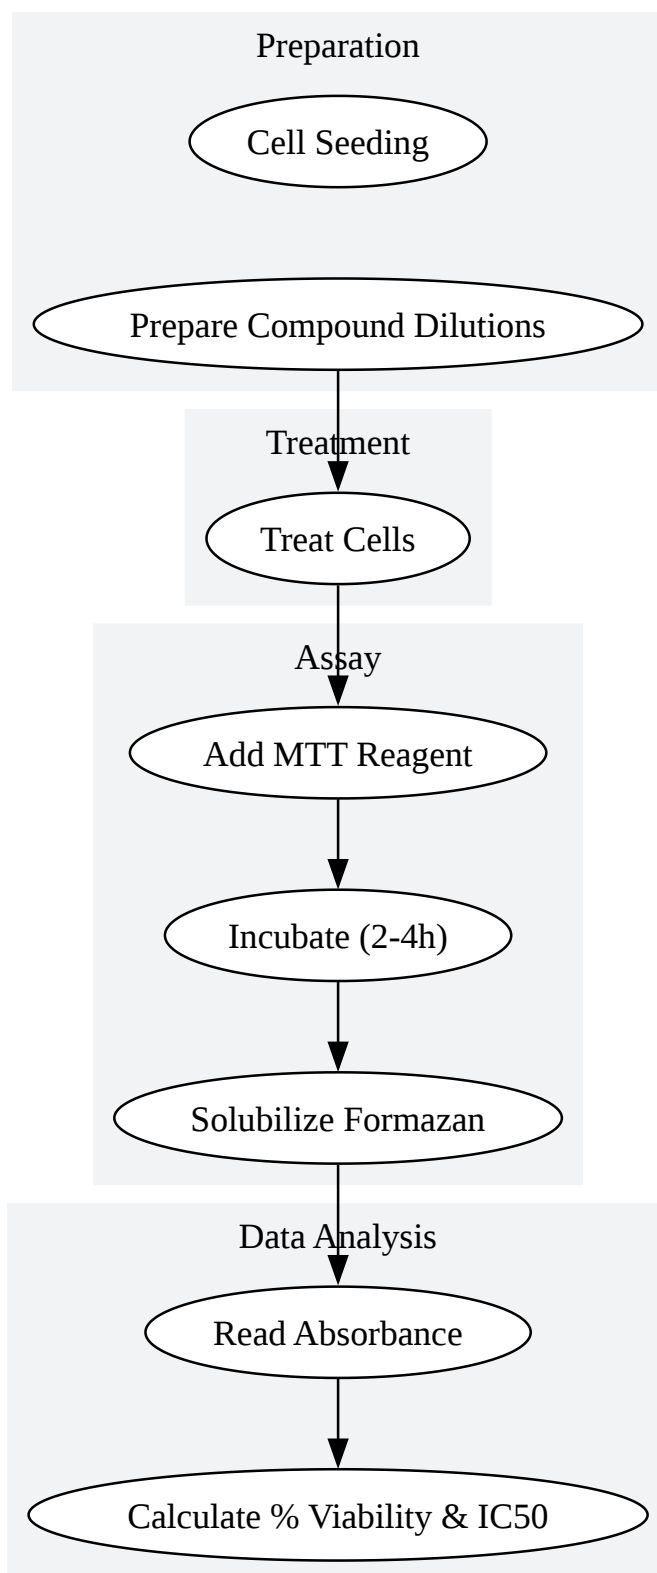 Preparation
Cell Seeding
Prepare Compound Dilutions
Treatment
Treat Cells
Assay
Add MTT Reagent
Incubate (2-4h)
Solubilize Formazan
Data Analysis
Read Absorbance
Calculate % Viability & IC50